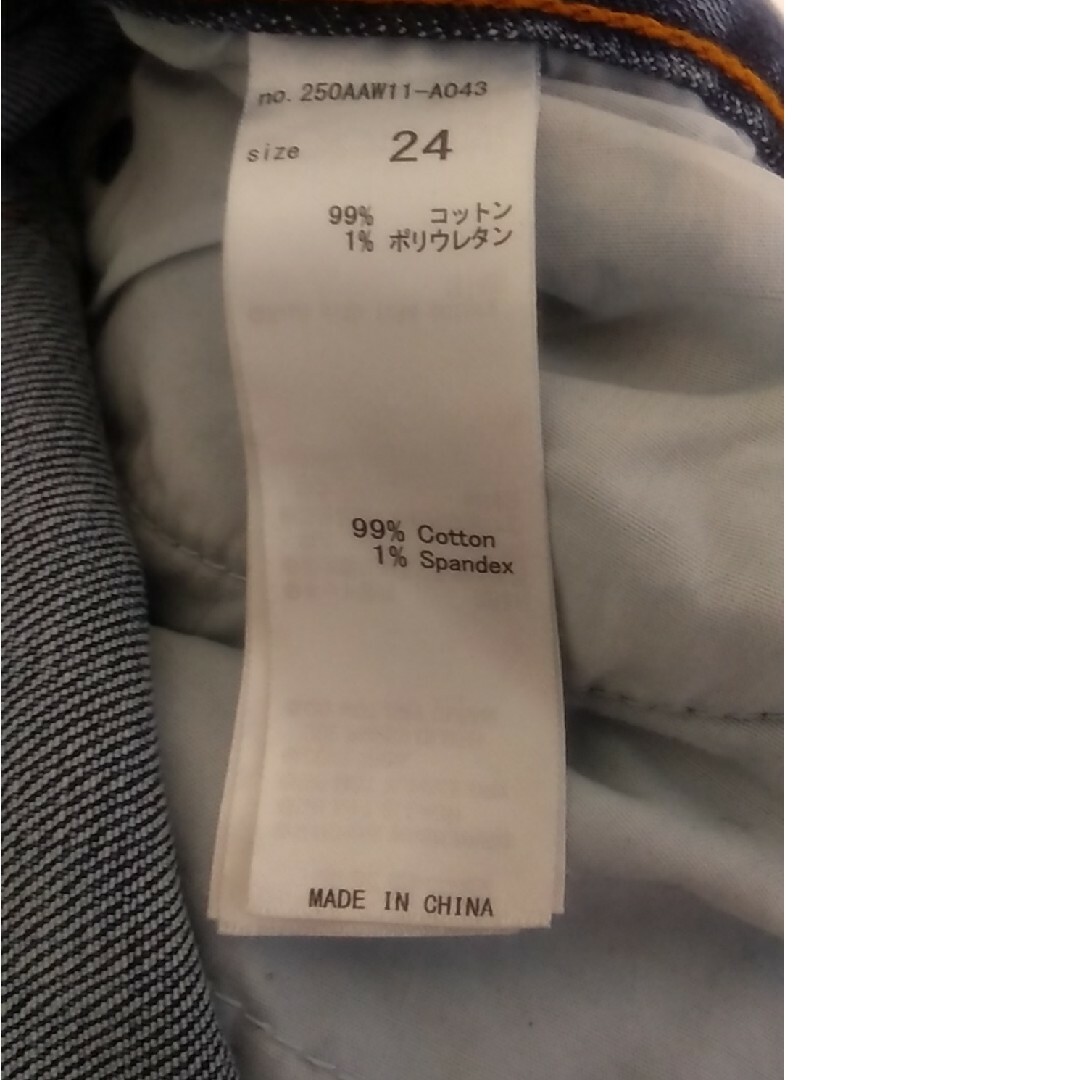 no. 250AAW11-A043
size 24
99% コットン
1% ポリウレタン
99% Cotton
1% Spandex
MADE IN CHINA